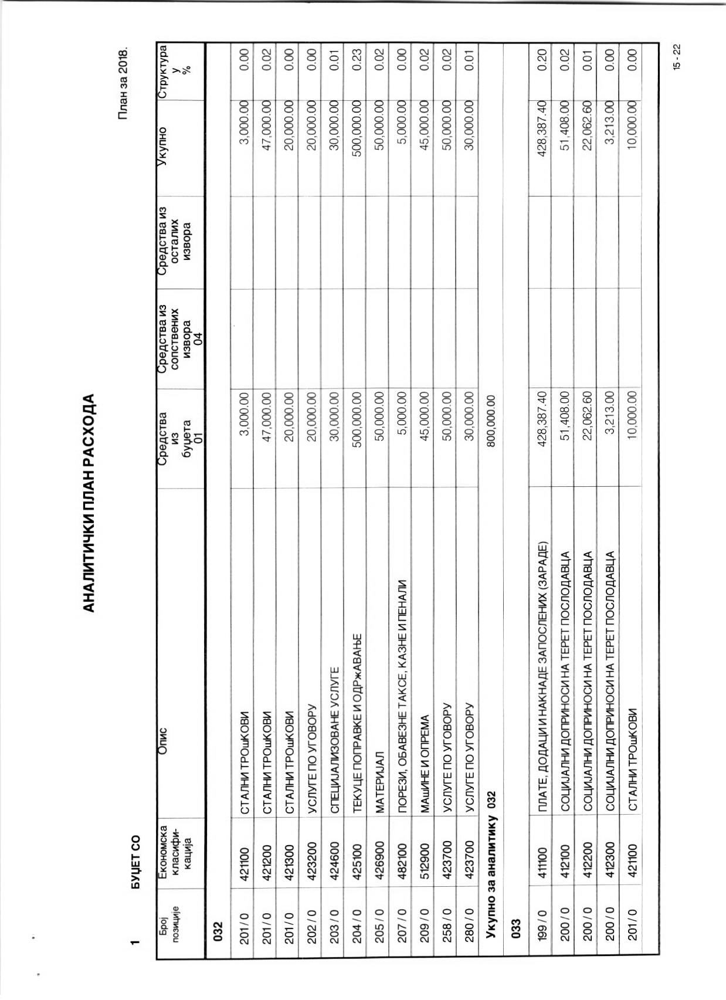 АНАЛИТИЧКИ ПЛАН РАСХОДА
План за 2018.
1 БУЏЕТ СО
Број позиције Економска класифи- кација Опис Средства из буџета 01 Средства из сопствених извора 04 Средства из осталих извора Укупно Структура у %
032
201 / 0 421100 СТАЛНИ ТРОшКОВИ 3,000.00 3,000.00 0.00
201 / 0 421200 СТАЛНИ ТРОшКОВИ 47,000.00 47,000.00 0.02
201 / 0 421300 СТАЛНИ ТРОшКОВИ 20,000.00 20,000.00 0.00
202 / 0 423200 УСЛУГЕ ПО УГОВОРУ 20,000.00 20,000.00 0.00
203 / 0 424600 СПЕЦИЈАЛИЗОВАНЕ УСЛУГЕ 30,000.00 30,000.00 0.01
204 / 0 425100 ТЕКУЦЕ ПОПРАВКЕ И ОДРжАВАЊЕ 500,000.00 500,000.00 0.23
205 / 0 426900 МАТЕРИЈАЛ 50,000.00 50,000.00 0.02
207 / 0 482100 ПОРЕЗИ, ОБАВЕЗНЕ ТАКСЕ, КАЗНЕ И ПЕНАЛИ 5,000.00 5,000.00 0.00
209 / 0 512900 МАшИНЕ И ОПРЕМА 45,000.00 45,000.00 0.02
258 / 0 423700 УСЛУГЕ ПО УГОВОРУ 50,000.00 50,000.00 0.02
280 / 0 423700 УСЛУГЕ ПО УГОВОРУ 30,000.00 30,000.00 0.01
Укупно за аналитику 032 800,000.00
033
199 / 0 411100 ПЛАТЕ, ДОДАЦИ И НАКНАДЕ ЗАПОСЛЕНИХ (ЗАРАДЕ) 428,387.40 428,387.40 0.20
200 / 0 412100 СОЦИЈАЛНИ ДОПРИНОСИ НА ТЕРЕТ ПОСЛОДАВЦА 51,408.00 51,408.00 0.02
200 / 0 412200 СОЦИЈАЛНИ ДОПРИНОСИ НА ТЕРЕТ ПОСЛОДАВЦА 22,062.60 22,062.60 0.01
200 / 0 412300 СОЦИЈАЛНИ ДОПРИНОСИ НА ТЕРЕТ ПОСЛОДАВЦА 3,213.00 3,213.00 0.00
201 / 0 421100 СТАЛНИ ТРОшКОВИ 10,000.00 10,000.00 0.00
15 - 22